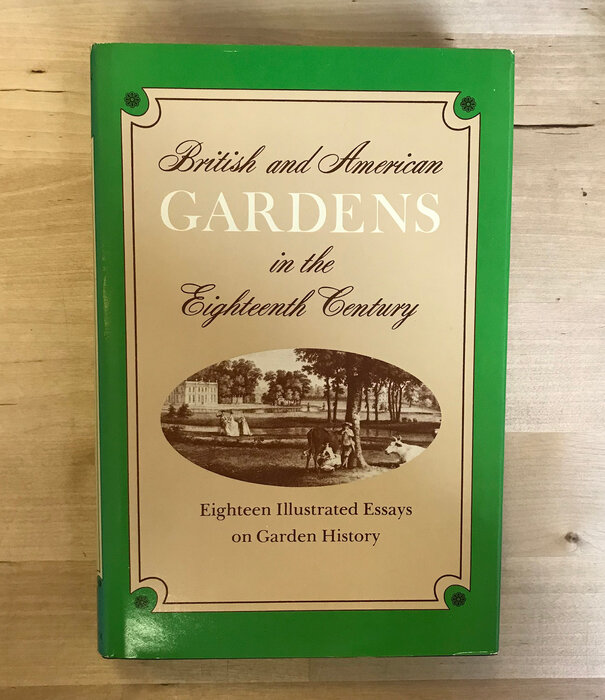 British and American
GARDENS
in the
Eighteenth Century
Eighteen Illustrated Essays
on Garden History